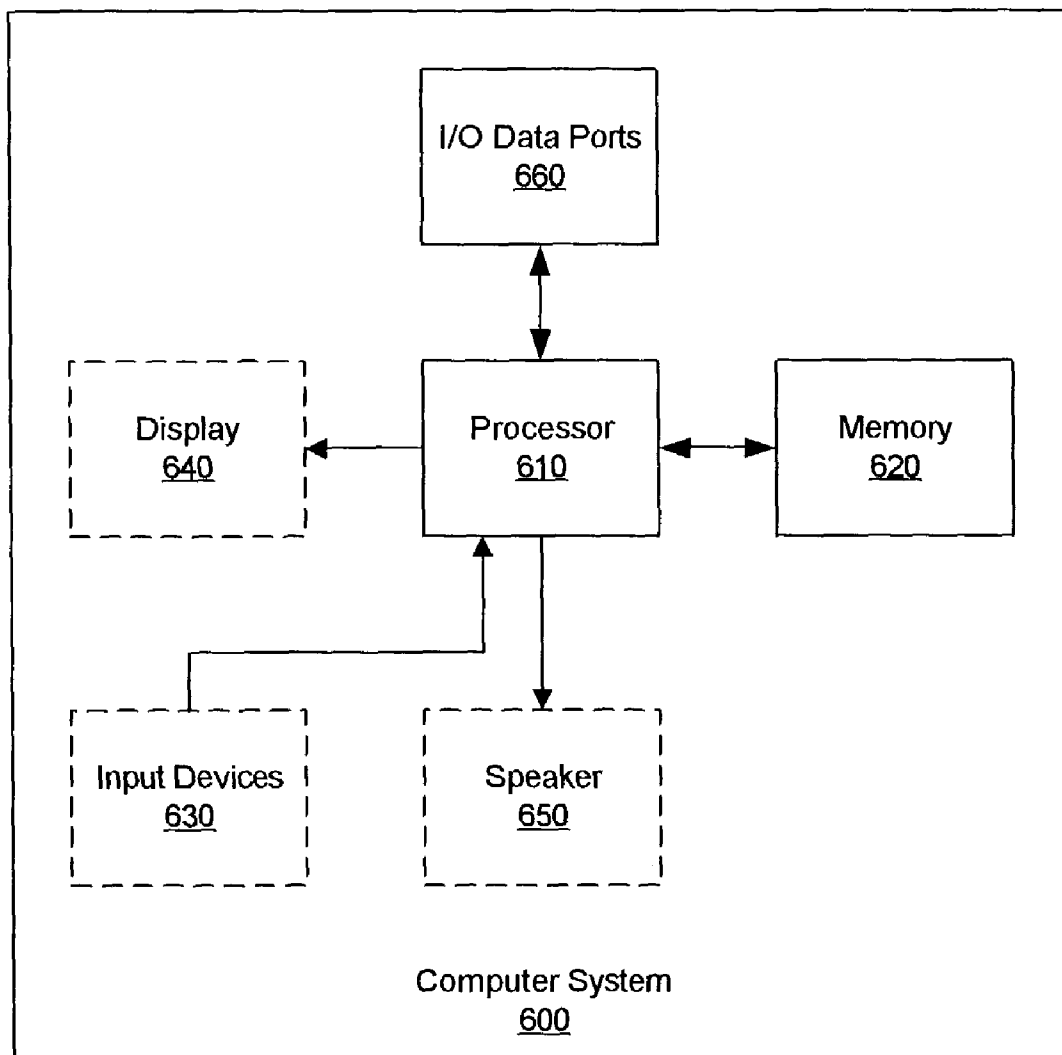 I/O Data Ports
660
Display
640
Processor
610
Memory
620
Input Devices
630
Speaker
650
Computer System
600